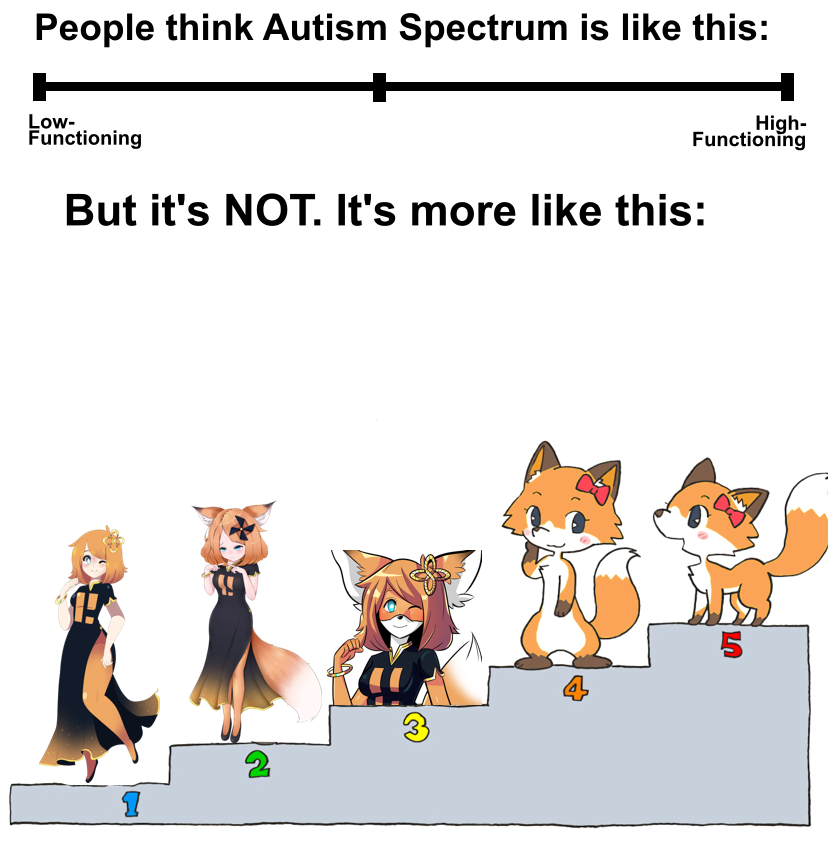 People think Autism Spectrum is like this:
Low-
Functioning
High-
Functioning
But it's NOT. It's more like this:
1
2
3
4
5